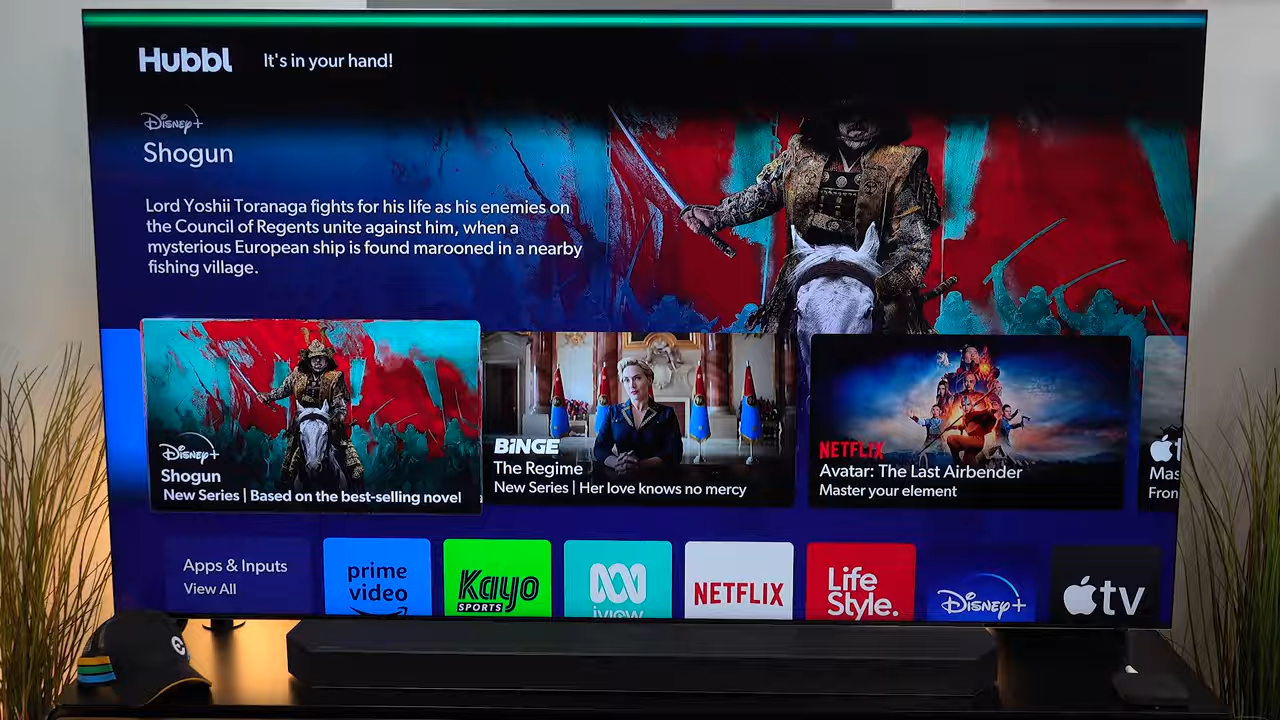 Hubbl
It's in your hand!
Disney+
Shogun
Lord Yoshii Toranaga fights for his life as his enemies on
the Council of Regents unite against him, when a
mysterious European ship is found marooned in a nearby
fishing village.
Disney+
Shogun
New Series | Based on the best-selling novel
BiNGE
The Regime
New Series | Her love knows no mercy
NETFLIX
Avatar: The Last Airbender
Master your element
Mas
From
Apps & Inputs
View All
prime
video
Kayo
SPORTS
iview
NETFLIX
Life
Style.
Disney+
tv